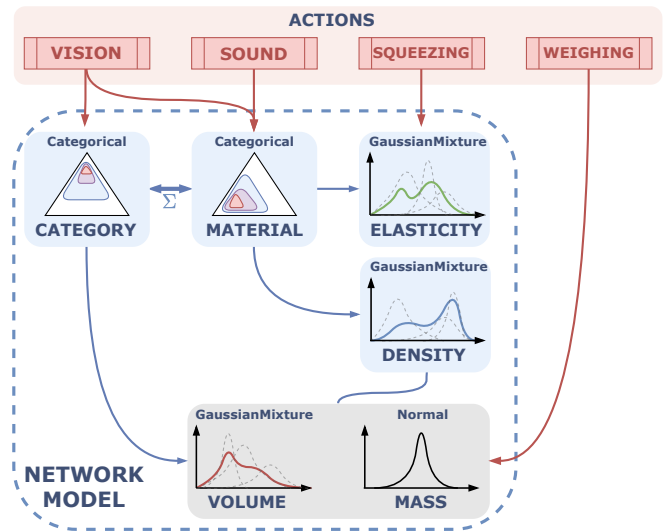 ACTIONS
VISION
SOUND
SQUEEZING
WEIGHING
Categorical
Categorical
GaussianMixture
Σ
CATEGORY
MATERIAL
ELASTICITY
GaussianMixture
DENSITY
GaussianMixture
Normal
NETWORK
MODEL
VOLUME
MASS